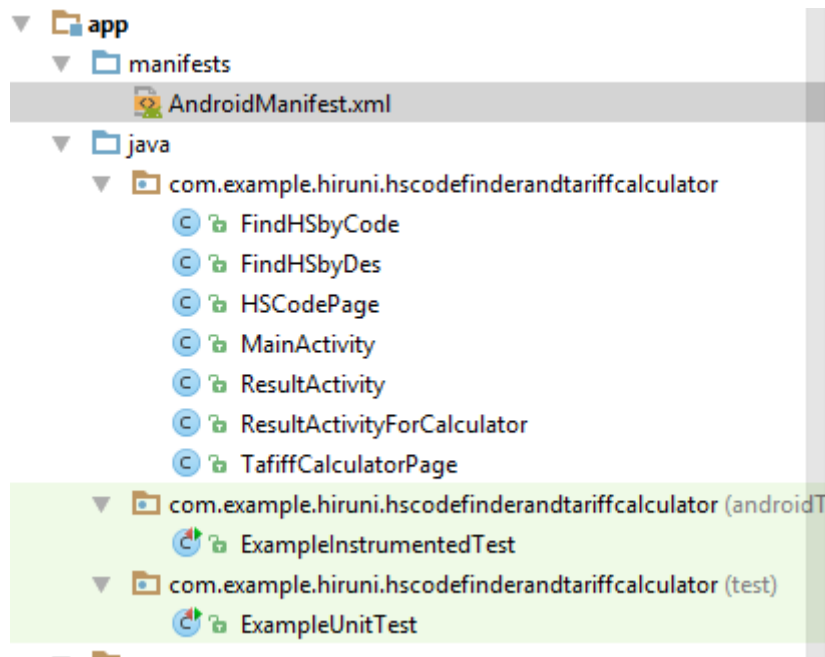 app
manifests
AndroidManifest.xml
java
com.example.hiruni.hscodefinderandtariffcalculator
FindHSbyCode
FindHSbyDes
HSCodePage
MainActivity
ResultActivity
ResultActivityForCalculator
TafiffCalculatorPage
com.example.hiruni.hscodefinderandtariffcalculator (androidT
ExampleInstrumentedTest
com.example.hiruni.hscodefinderandtariffcalculator (test)
ExampleUnitTest